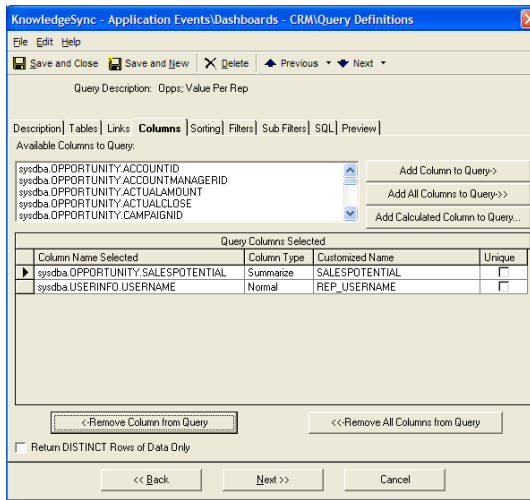 KnowledgeSync - Application Events\Dashboards - CRM\Query Definitions
File Edit Help
Save and Close Save and New Delete Previous Next
Query Description: Opps; Value Per Rep
Description Tables Links Columns Sorting Filters Sub Filters SQL Preview
Available Columns to Query:
sysdba.OPPORTUNITY.ACCOUNTID
sysdba.OPPORTUNITY.ACCOUNTMANAGERID
sysdba.OPPORTUNITY.ACTUALAMOUNT
sysdba.OPPORTUNITY.ACTUALCLOSE
sysdba.OPPORTUNITY.CAMPAIGNID
Add Column to Query->
Add All Columns to Query->>
Add Calculated Column to Query...
Query Columns Selected
Column Name Selected Column Type Customized Name Unique
sysdba.OPPORTUNITY.SALESPOTENTIAL Summarize SALESPOTENTIAL
sysdba.USERINFO.USERNAME Normal REP_USERNAME
<-Remove Column from Query <<-Remove All Columns from Query
Return DISTINCT Rows of Data Only
<< Back Next >> Cancel